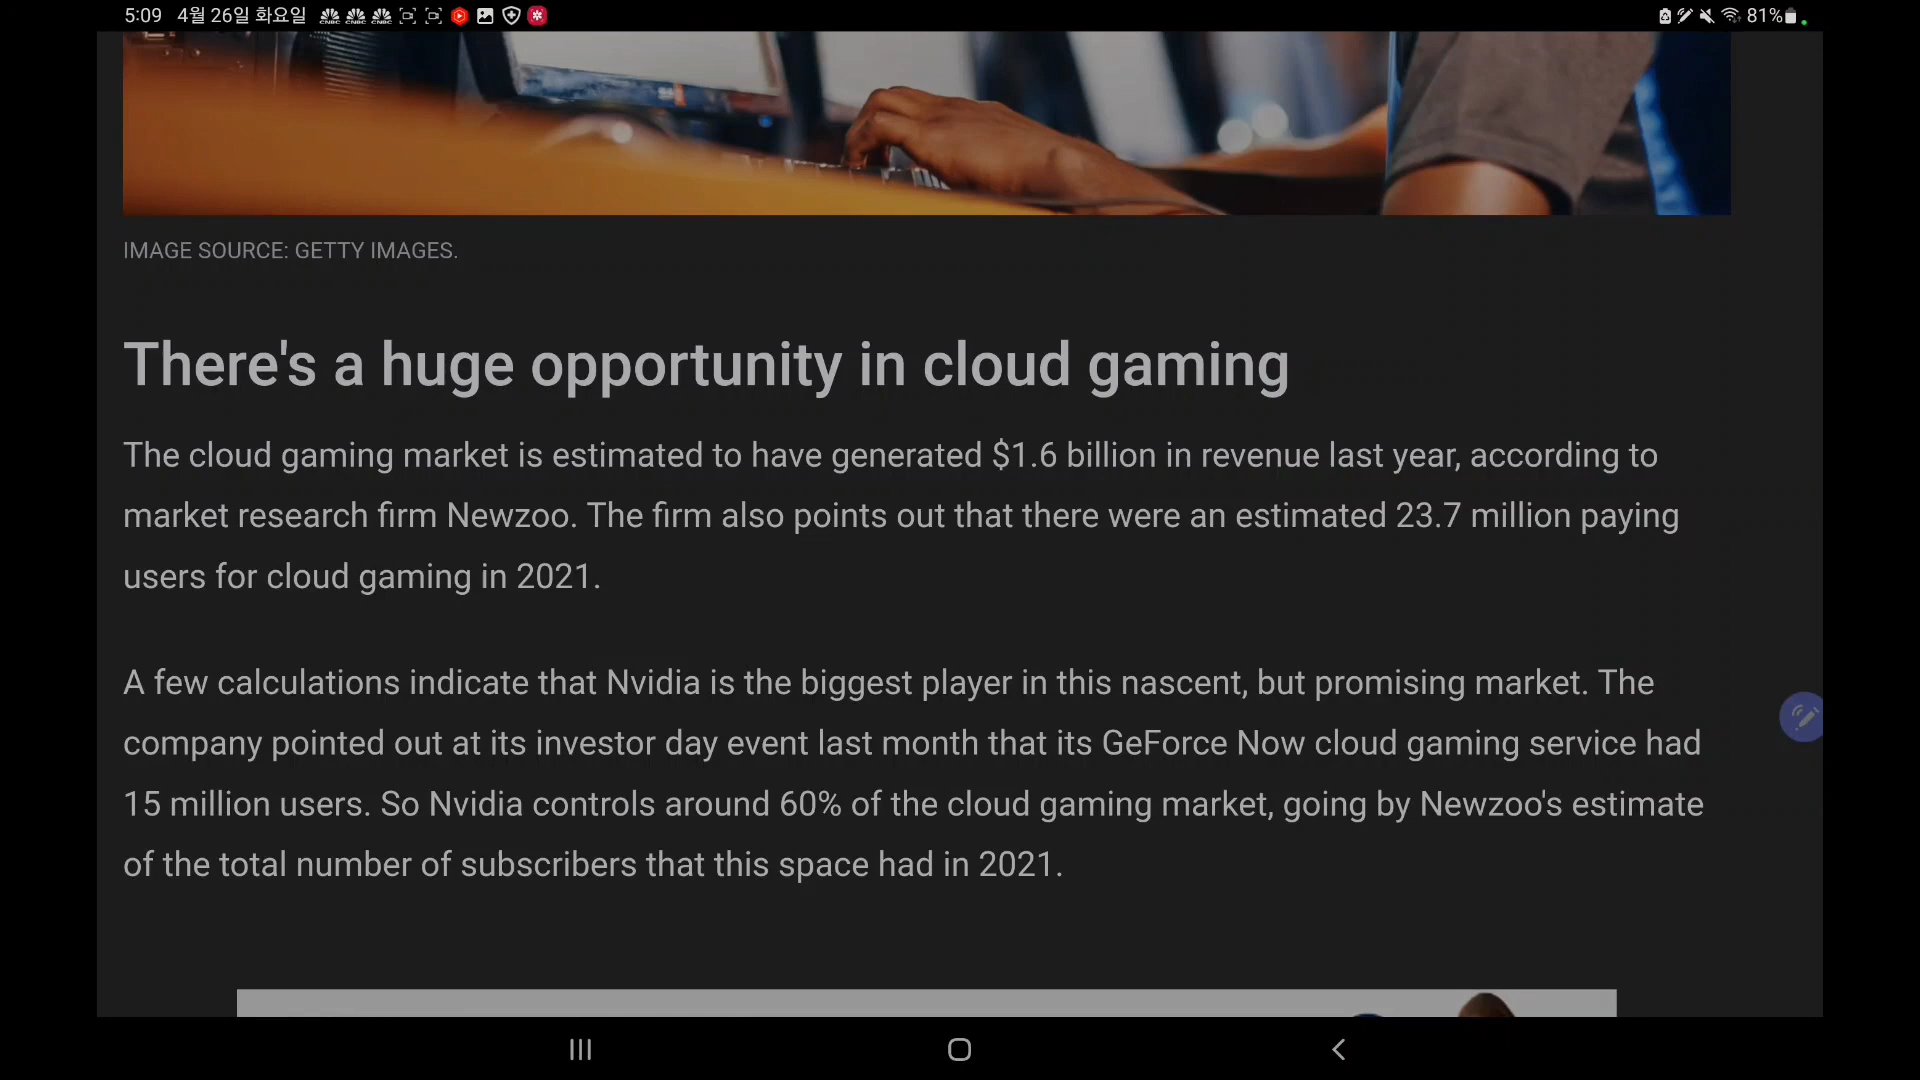 5:09 4월 26일 화요일
81%
IMAGE SOURCE: GETTY IMAGES.
There's a huge opportunity in cloud gaming
The cloud gaming market is estimated to have generated $1.6 billion in revenue last year, according to
market research firm Newzoo. The firm also points out that there were an estimated 23.7 million paying
users for cloud gaming in 2021.
A few calculations indicate that Nvidia is the biggest player in this nascent, but promising market. The
company pointed out at its investor day event last month that its GeForce Now cloud gaming service had
15 million users. So Nvidia controls around 60% of the cloud gaming market, going by Newzoo's estimate
of the total number of subscribers that this space had in 2021.